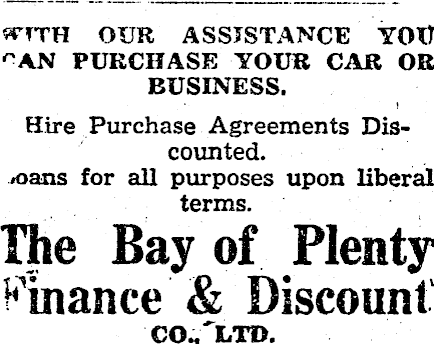 WITH OUR ASSISTANCE YOU
CAN PURCHASE YOUR CAR OR
BUSINESS.
Hire Purchase Agreements Dis-
counted.
Loans for all purposes upon liberal
terms.
The Bay of Plenty
Finance & Discount
CO., LTD.